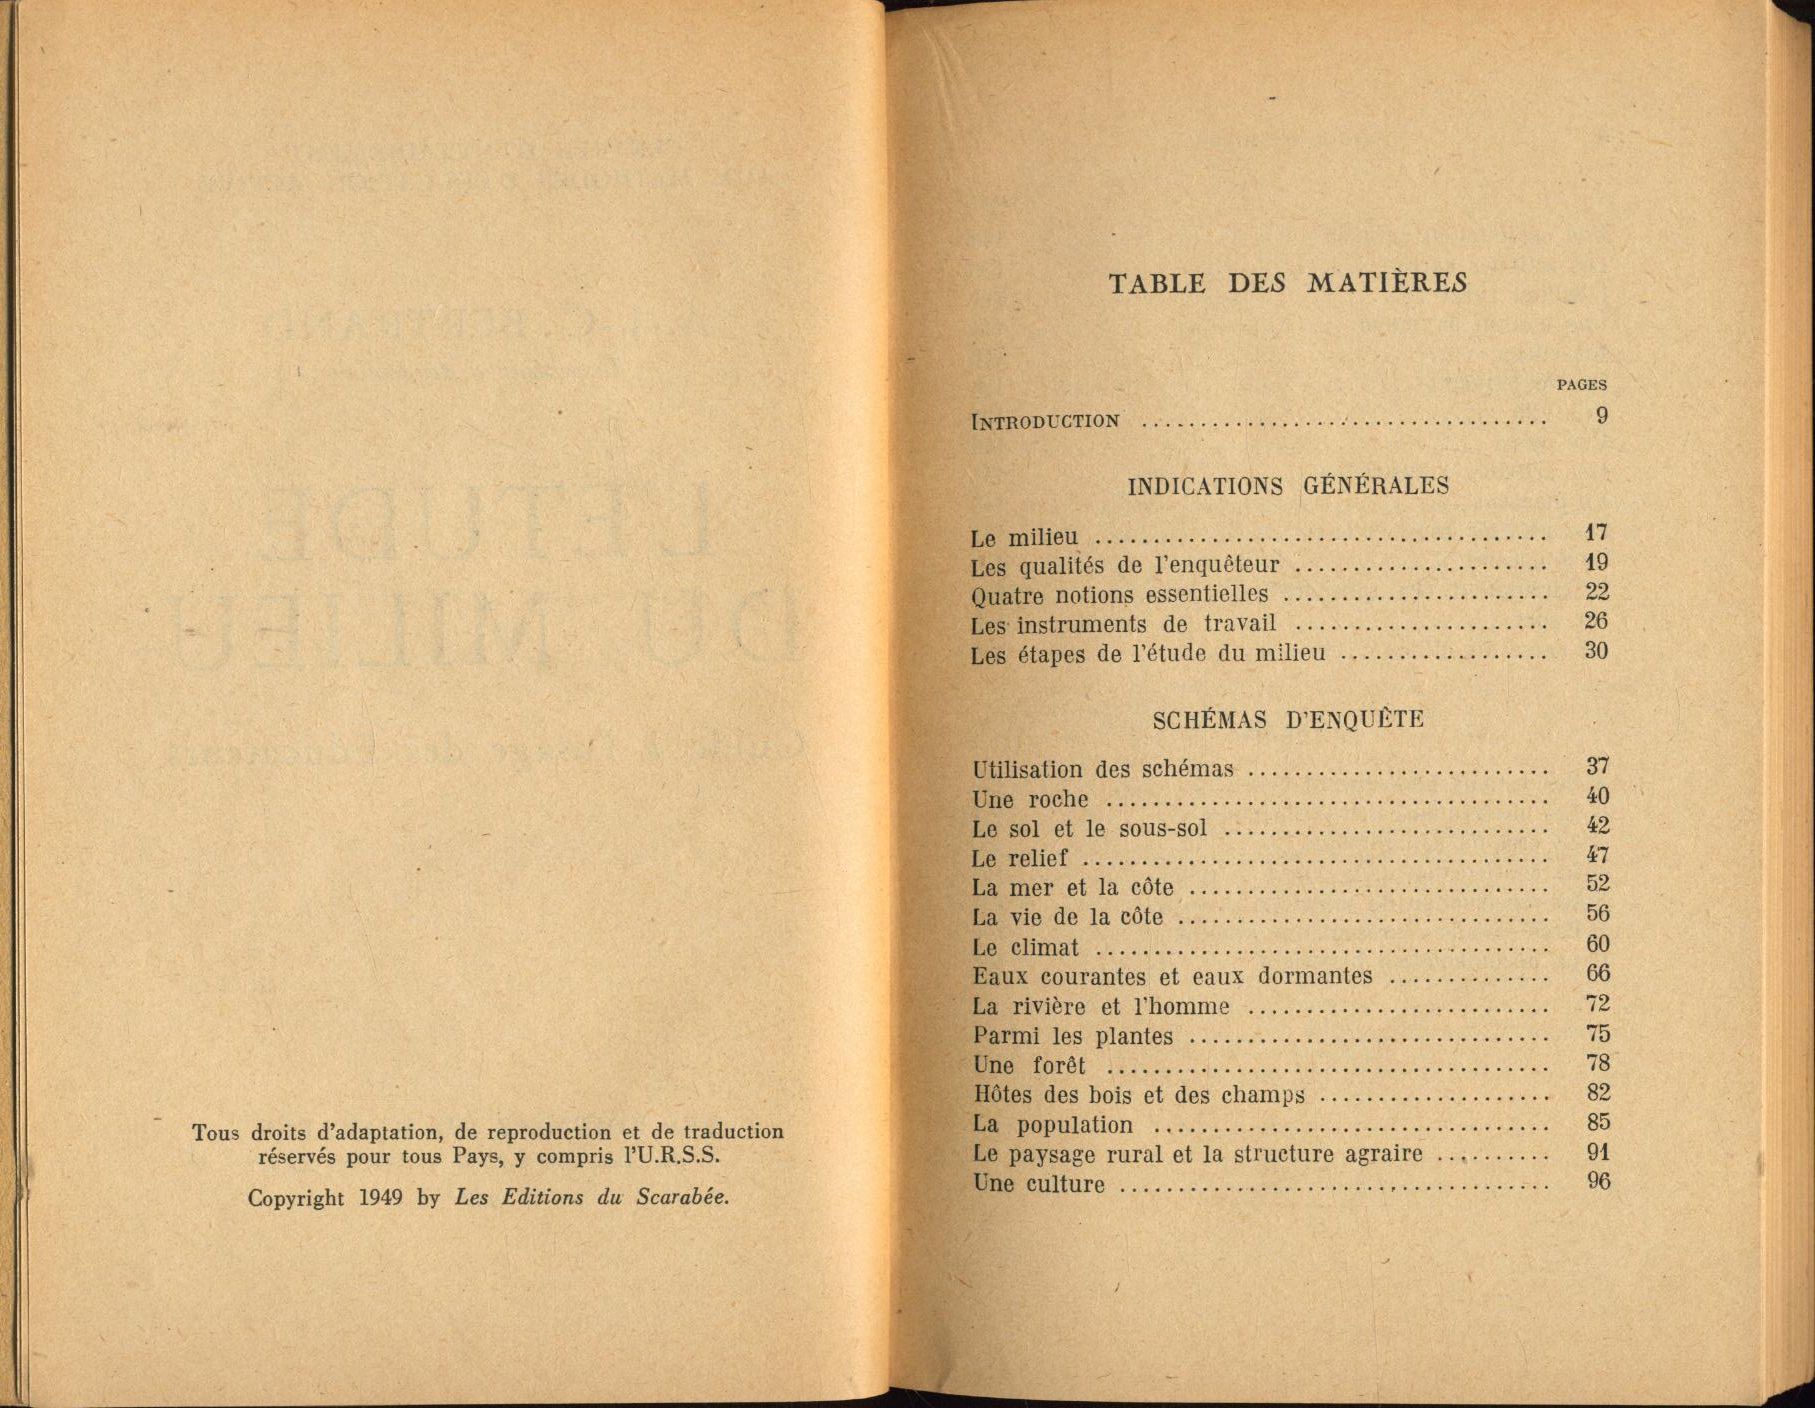 Tous droits d'adaptation, de reproduction et de traduction
réservés pour tous Pays, y compris l'U.R.S.S.
Copyright 1949 by Les Editions du Scarabée.
TABLE DES MATIÈRES
PAGES
INTRODUCTION ........................................ 9
INDICATIONS GÉNÉRALES
Le milieu ........................................ 17
Les qualités de l'enquêteur ...................... 19
Quatre notions essentielles ....................... 22
Les instruments de travail ...................... 26
Les étapes de l'étude du milieu .................. 30
SCHÉMAS D'ENQUÊTE
Utilisation des schémas .......................... 37
Une roche ...................................... 40
Le sol et le sous-sol ............................ 42
Le relief ........................................ 47
La mer et la côte ............................... 52
La vie de la côte ................................ 56
Le climat ....................................... 60
Eaux courantes et eaux dormantes .............. 66
La rivière et l'homme .......................... 72
Parmi les plantes ............................... 75
Une forêt ...................................... 78
Hôtes des bois et des champs .................... 82
La population .................................. 85
Le paysage rural et la structure agraire .......... 91
Une culture ..................................... 96